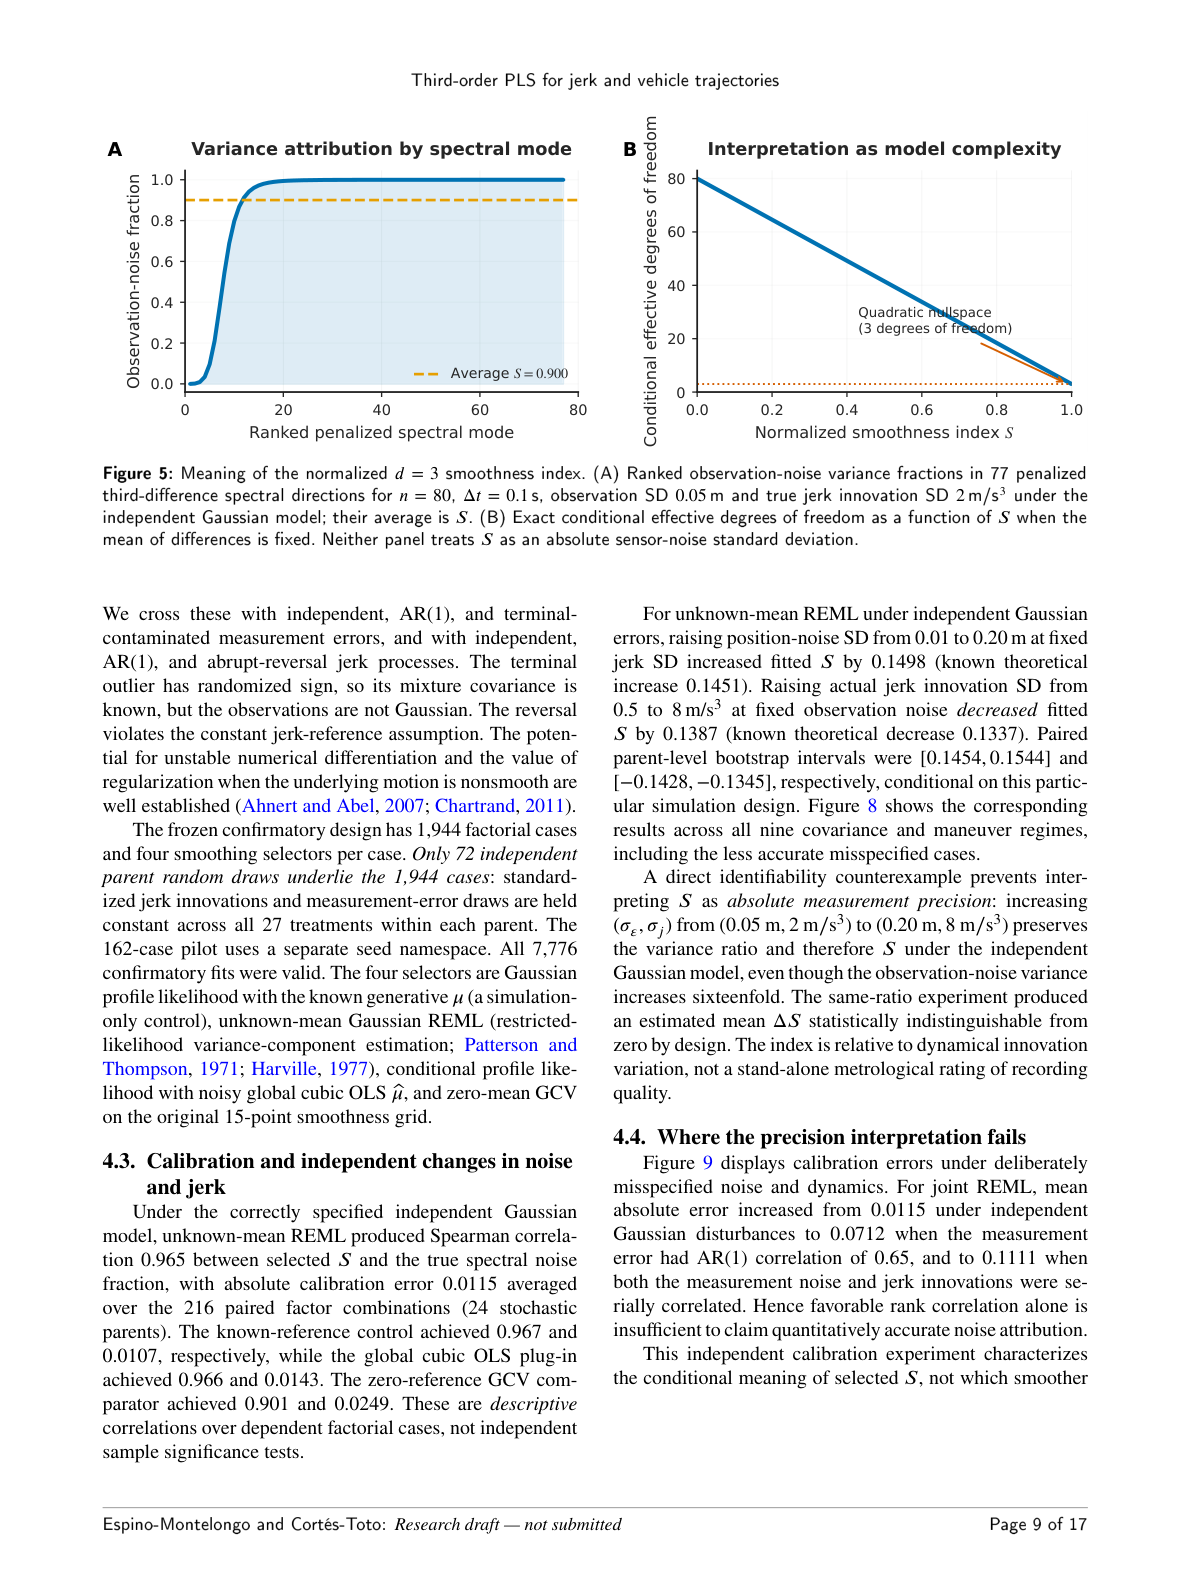 Third-order PLS for jerk and vehicle trajectories
A
Variance attribution by spectral mode
Observation-noise fraction
1.0
0.8
0.6
0.4
0.2
0.0
Average S = 0.900
0 20 40 60 80
Ranked penalized spectral mode
B
Interpretation as model complexity
Conditional effective degrees of freedom
80
60
40
20
0
Quadratic nullspace
(3 degrees of freedom)
0.0 0.2 0.4 0.6 0.8 1.0
Normalized smoothness index S
Figure 5: Meaning of the normalized d = 3 smoothness index. (A) Ranked observation-noise variance fractions in 77 penalized
third-difference spectral directions for n = 80, Δt = 0.1 s, observation SD 0.05 m and true jerk innovation SD 2 m/s³ under the
independent Gaussian model; their average is S. (B) Exact conditional effective degrees of freedom as a function of S when the
mean of differences is fixed. Neither panel treats S as an absolute sensor-noise standard deviation.
We cross these with independent, AR(1), and terminal-
contaminated measurement errors, and with independent,
AR(1), and abrupt-reversal jerk processes. The terminal
outlier has randomized sign, so its mixture covariance is
known, but the observations are not Gaussian. The reversal
violates the constant jerk-reference assumption. The poten-
tial for unstable numerical differentiation and the value of
regularization when the underlying motion is nonsmooth are
well established (Ahnert and Abel, 2007; Chartrand, 2011).
The frozen confirmatory design has 1,944 factorial cases
and four smoothing selectors per case. Only 72 independent
parent random draws underlie the 1,944 cases: standard-
ized jerk innovations and measurement-error draws are held
constant across all 27 treatments within each parent. The
162-case pilot uses a separate seed namespace. All 7,776
confirmatory fits were valid. The four selectors are Gaussian
profile likelihood with the known generative μ (a simulation-
only control), unknown-mean Gaussian REML (restricted-
likelihood variance-component estimation; Patterson and
Thompson, 1971; Harville, 1977), conditional profile like-
lihood with noisy global cubic OLS μ̂, and zero-mean GCV
on the original 15-point smoothness grid.
4.3. Calibration and independent changes in noise
and jerk
Under the correctly specified independent Gaussian
model, unknown-mean REML produced Spearman correla-
tion 0.965 between selected S and the true spectral noise
fraction, with absolute calibration error 0.0115 averaged
over the 216 paired factor combinations (24 stochastic
parents). The known-reference control achieved 0.967 and
0.0107, respectively, while the global cubic OLS plug-in
achieved 0.966 and 0.0143. The zero-reference GCV com-
parator achieved 0.901 and 0.0249. These are descriptive
correlations over dependent factorial cases, not independent
sample significance tests.
For unknown-mean REML under independent Gaussian
errors, raising position-noise SD from 0.01 to 0.20 m at fixed
jerk SD increased fitted S by 0.1498 (known theoretical
increase 0.1451). Raising actual jerk innovation SD from
0.5 to 8 m/s³ at fixed observation noise decreased fitted
S by 0.1387 (known theoretical decrease 0.1337). Paired
parent-level bootstrap intervals were [0.1454, 0.1544] and
[−0.1428, −0.1345], respectively, conditional on this partic-
ular simulation design. Figure 8 shows the corresponding
results across all nine covariance and maneuver regimes,
including the less accurate misspecified cases.
A direct identifiability counterexample prevents inter-
preting S as absolute measurement precision: increasing
(σε, σj) from (0.05 m, 2 m/s³) to (0.20 m, 8 m/s³) preserves
the variance ratio and therefore S under the independent
Gaussian model, even though the observation-noise variance
increases sixteenfold. The same-ratio experiment produced
an estimated mean ΔS statistically indistinguishable from
zero by design. The index is relative to dynamical innovation
variation, not a stand-alone metrological rating of recording
quality.
4.4. Where the precision interpretation fails
Figure 9 displays calibration errors under deliberately
misspecified noise and dynamics. For joint REML, mean
absolute error increased from 0.0115 under independent
Gaussian disturbances to 0.0712 when the measurement
error had AR(1) correlation of 0.65, and to 0.1111 when
both the measurement noise and jerk innovations were se-
rially correlated. Hence favorable rank correlation alone is
insufficient to claim quantitatively accurate noise attribution.
This independent calibration experiment characterizes
the conditional meaning of selected S, not which smoother
Espino-Montelongo and Cortés-Toto: Research draft — not submitted
Page 9 of 17